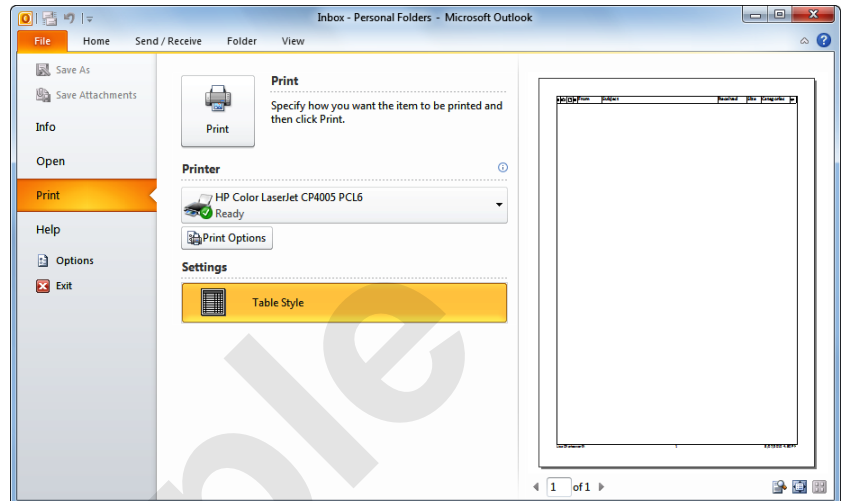 Inbox - Personal Folders - Microsoft Outlook
File Home Send / Receive Folder View
Save As
Save Attachments
Info
Open
Print
Help
Options
Exit
Print
Print
Specify how you want the item to be printed and
then click Print.
Printer
HP Color LaserJet CP4005 PCL6
Ready
Print Options
Settings
Table Style
From Subject Received Size Categories
1
1 of 1
ple